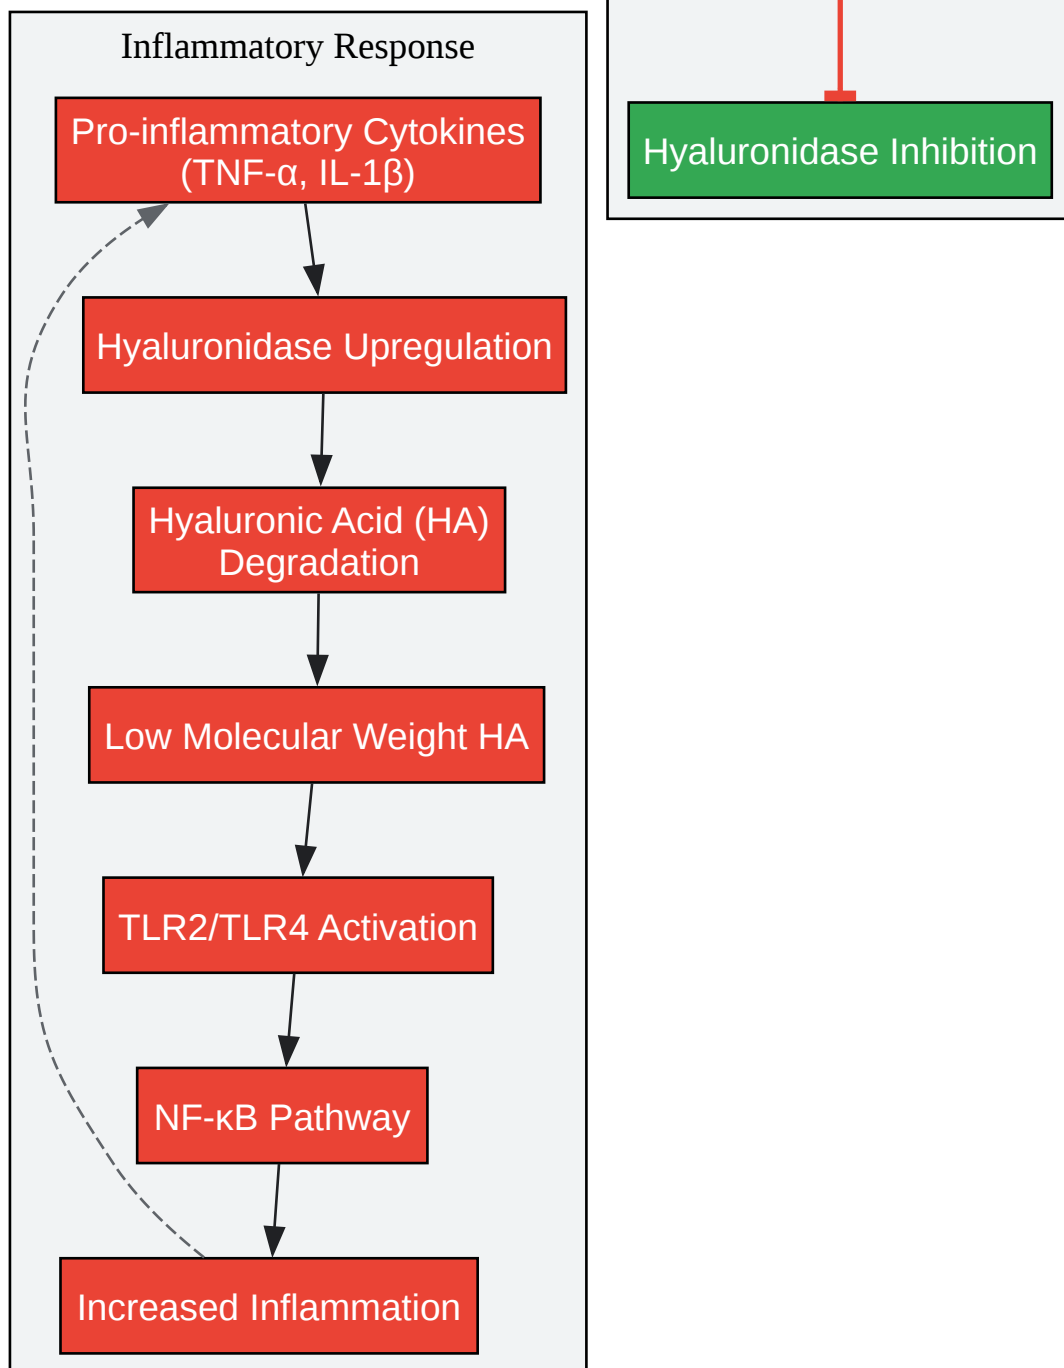 Inflammatory Response
Pro-inflammatory Cytokines
(TNF-α, IL-1β)
Hyaluronidase Upregulation
Hyaluronic Acid (HA)
Degradation
Low Molecular Weight HA
TLR2/TLR4 Activation
NF-κB Pathway
Increased Inflammation
Hyaluronidase Inhibition